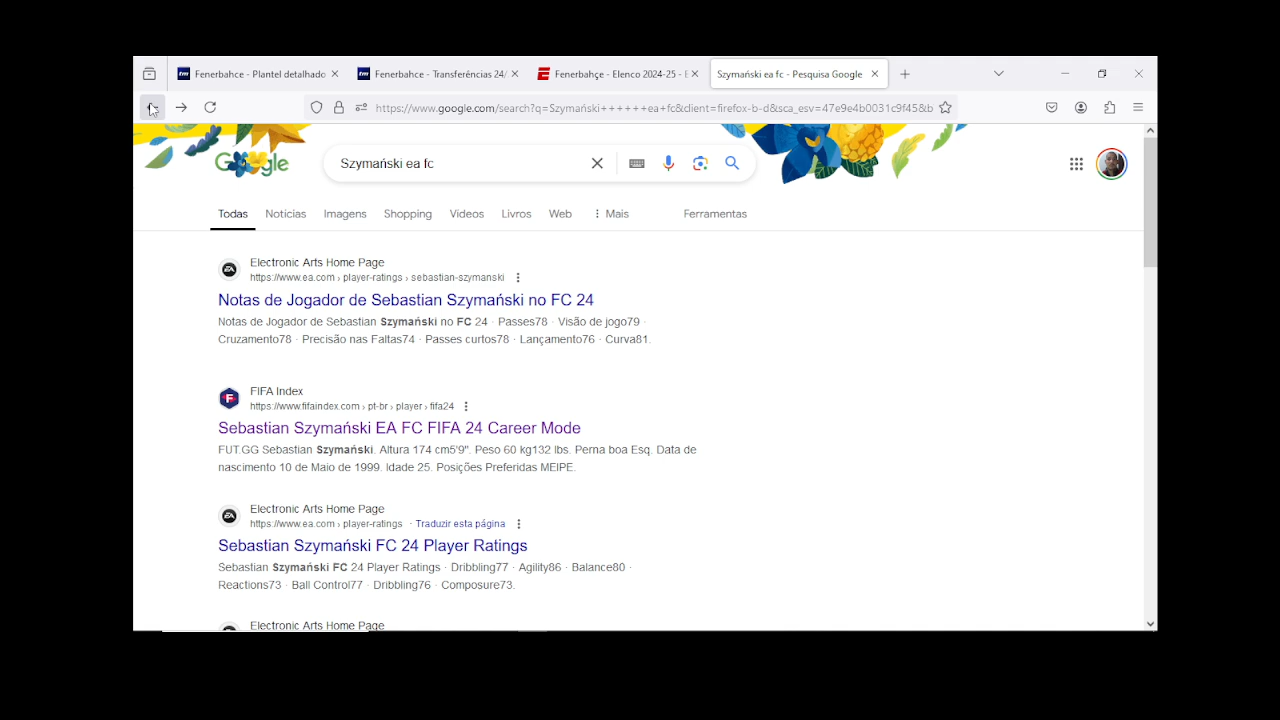 Fenerbahce - Plantel detalhado
Fenerbahce - Transferências 24/
Fenerbahçe - Elenco 2024-25 - E
Szymański ea fc - Pesquisa Google
https://www.google.com/search?q=Szymański++++++ea+fc&client=firefox-b-d&sca_esv=47e9e4b0031c9f45&b
Google
Szymański ea fc
Todas
Notícias
Imagens
Shopping
Vídeos
Livros
Web
Mais
Ferramentas
Electronic Arts Home Page
https://www.ea.com › player-ratings › sebastian-szymanski
Notas de Jogador de Sebastian Szymański no FC 24
Notas de Jogador de Sebastian Szymański no FC 24 · Passes78 · Visão de jogo79 ·
Cruzamento78 · Precisão nas Faltas74 · Passes curtos78 · Lançamento76 · Curva81.
FIFA Index
https://www.fifaindex.com › pt-br › player › fifa24
Sebastian Szymański EA FC FIFA 24 Career Mode
FUT.GG Sebastian Szymański. Altura 174 cm5'9". Peso 60 kg132 lbs. Perna boa Esq. Data de
nascimento 10 de Maio de 1999. Idade 25. Posições Preferidas MEIPE.
Electronic Arts Home Page
https://www.ea.com › player-ratings · Traduzir esta página
Sebastian Szymański FC 24 Player Ratings
Sebastian Szymański FC 24 Player Ratings · Dribbling77 · Agility86 · Balance80 ·
Reactions73 · Ball Control77 · Dribbling76 · Composure73.
Electronic Arts Home Page